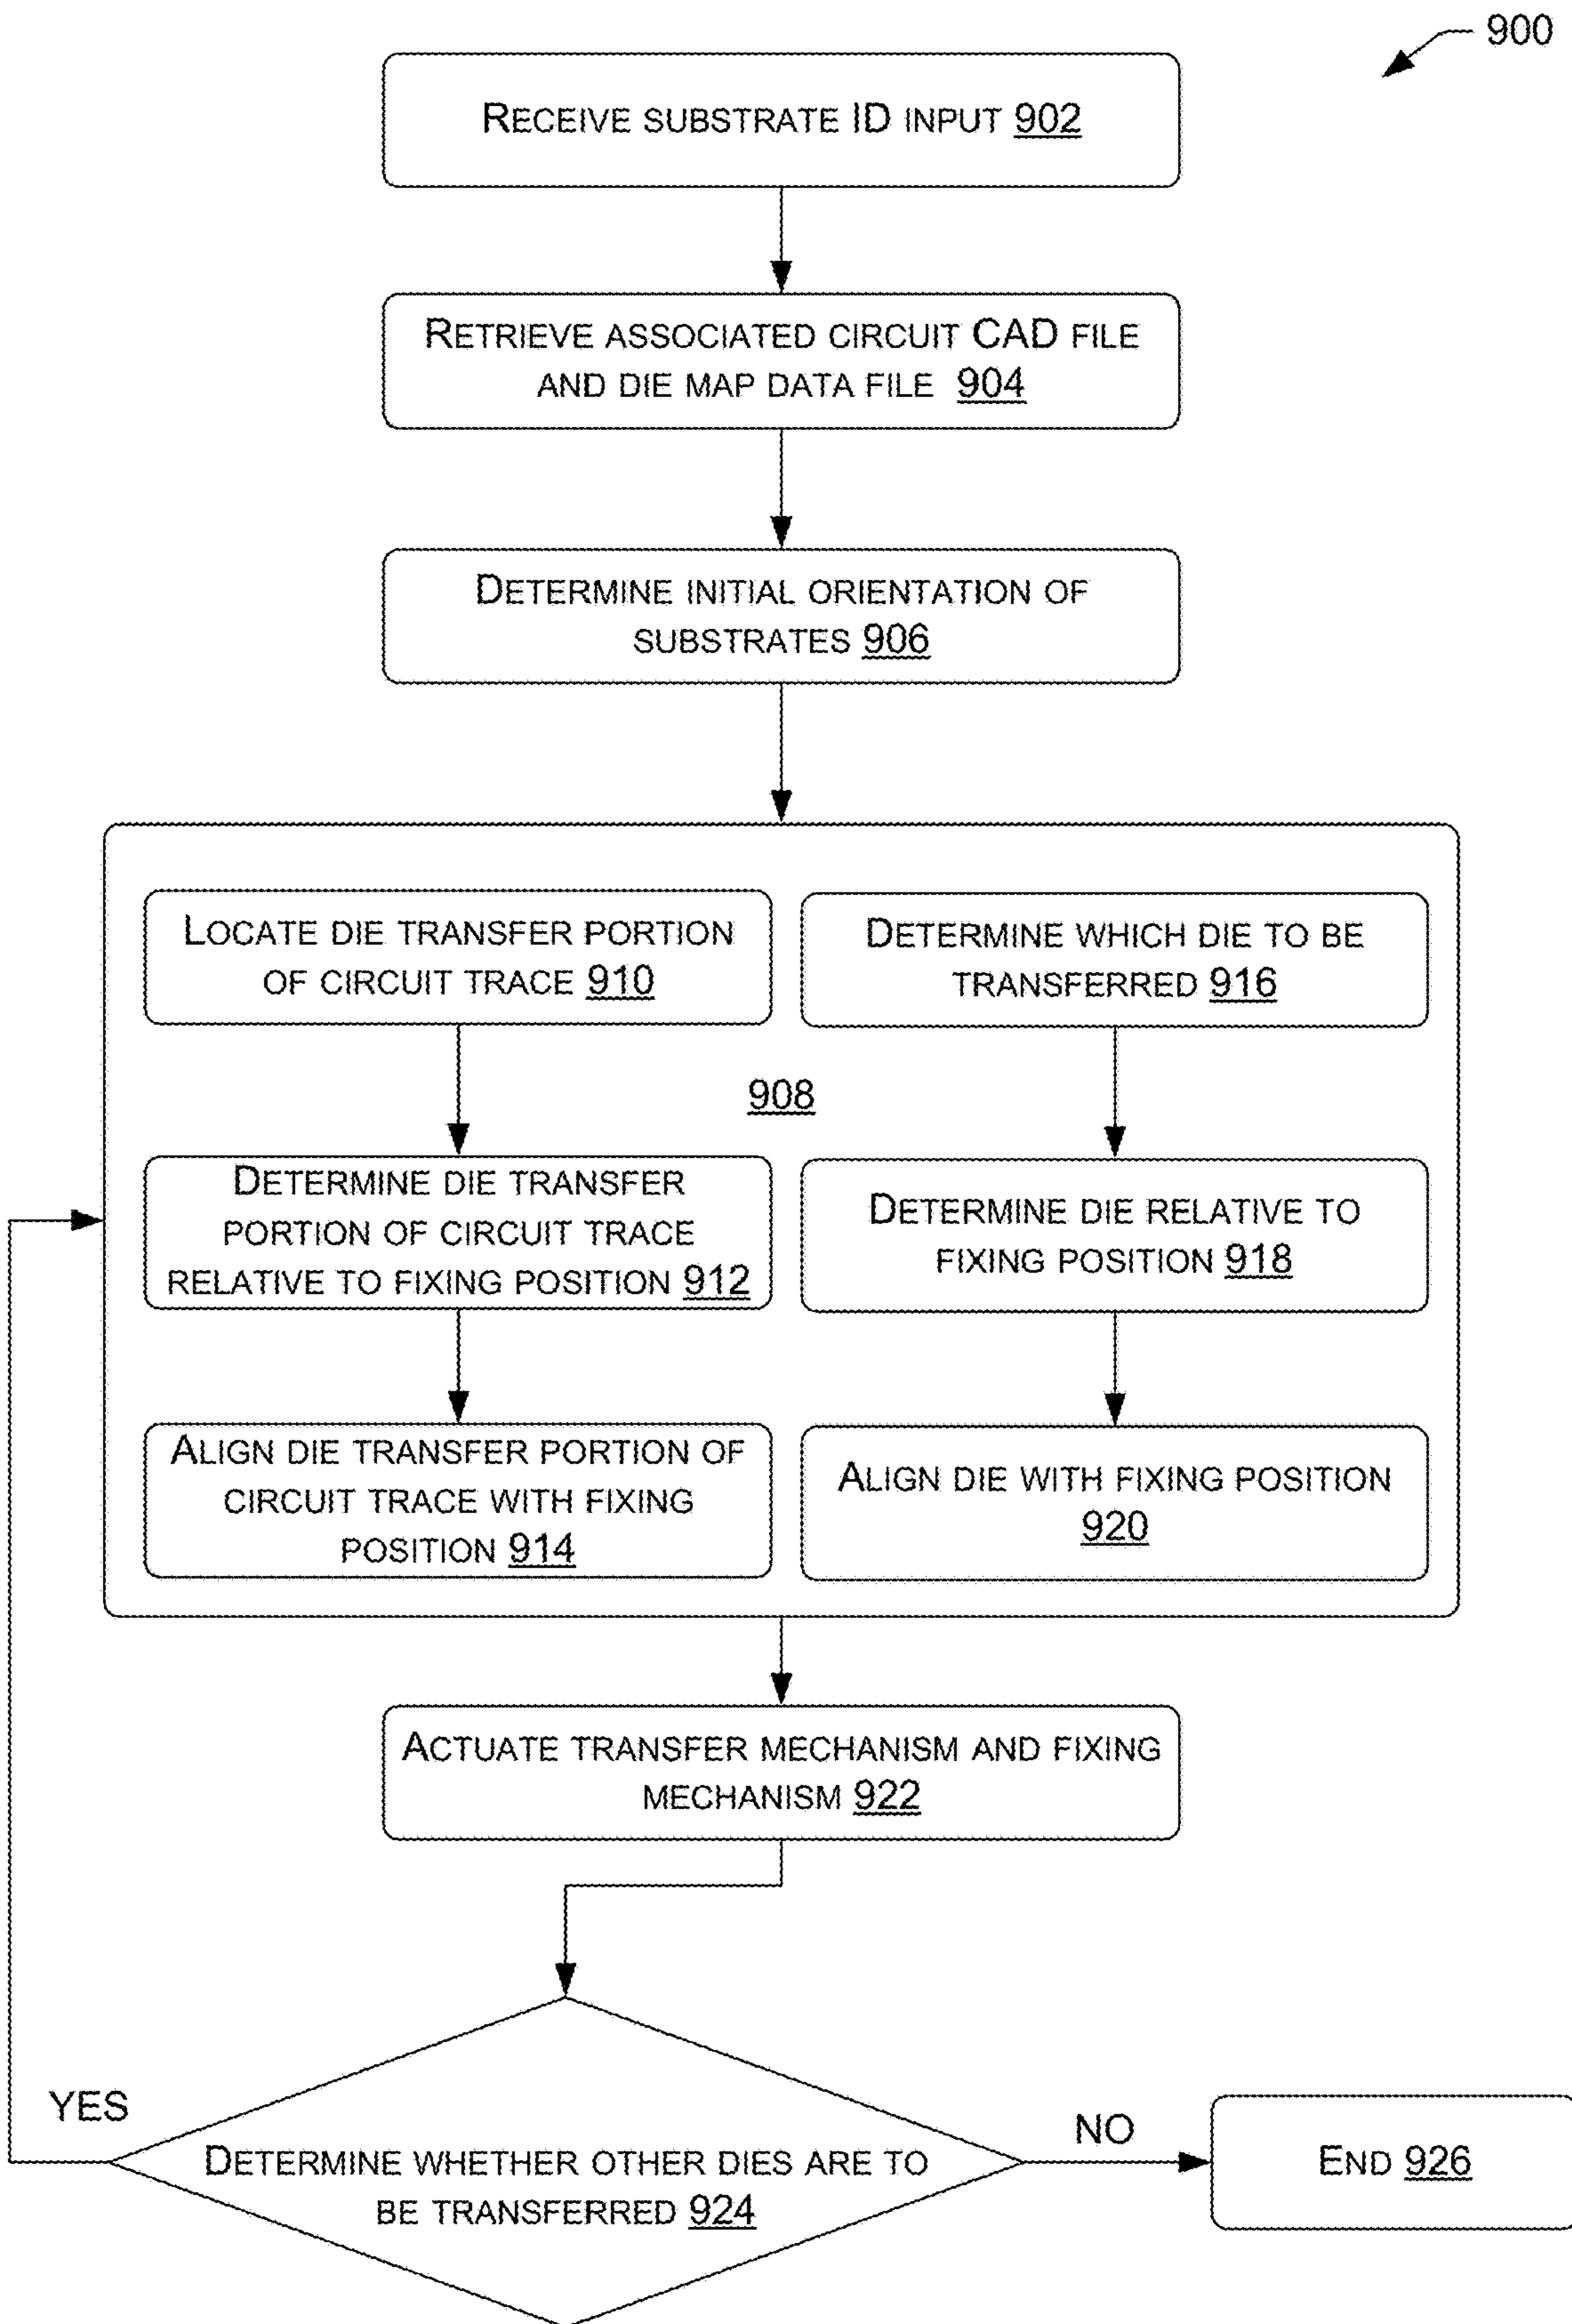 900
RECEIVE SUBSTRATE ID INPUT 902
RETRIEVE ASSOCIATED CIRCUIT CAD FILE
AND DIE MAP DATA FILE 904
DETERMINE INITIAL ORIENTATION OF
SUBSTRATES 906
LOCATE DIE TRANSFER PORTION
OF CIRCUIT TRACE 910
DETERMINE WHICH DIE TO BE
TRANSFERRED 916
908
DETERMINE DIE TRANSFER
PORTION OF CIRCUIT TRACE
RELATIVE TO FIXING POSITION 912
DETERMINE DIE RELATIVE TO
FIXING POSITION 918
ALIGN DIE TRANSFER PORTION OF
CIRCUIT TRACE WITH FIXING
POSITION 914
ALIGN DIE WITH FIXING POSITION
920
ACTUATE TRANSFER MECHANISM AND FIXING
MECHANISM 922
YES
DETERMINE WHETHER OTHER DIES ARE TO
BE TRANSFERRED 924
NO
END 926